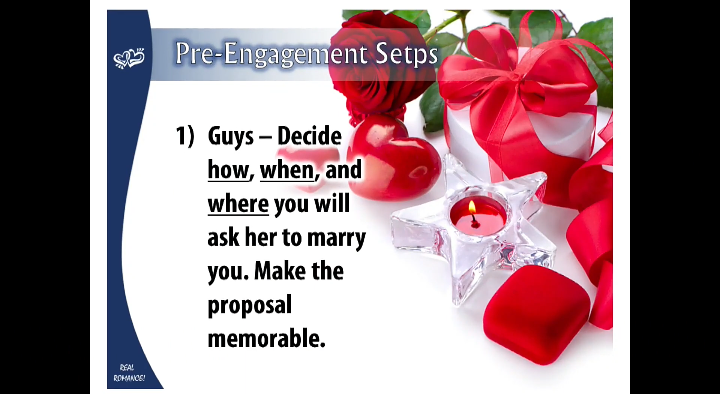 Pre-Engagement Setps
1) Guys – Decide
how, when, and
where you will
ask her to marry
you. Make the
proposal
memorable.
REAL
ROMANCE!